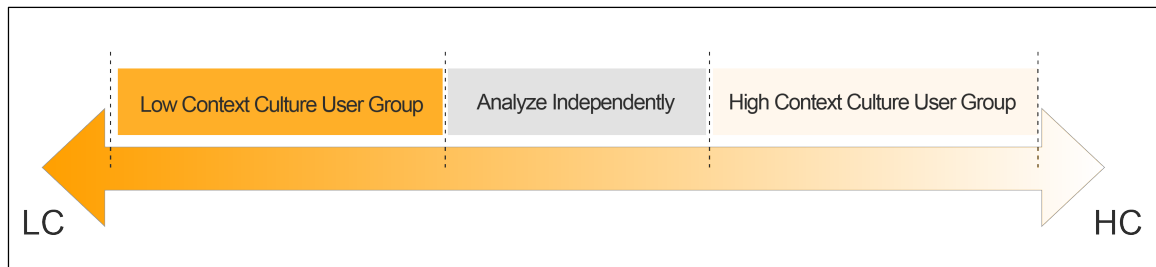 Low Context Culture User Group
Analyze Independently
High Context Culture User Group
LC
HC